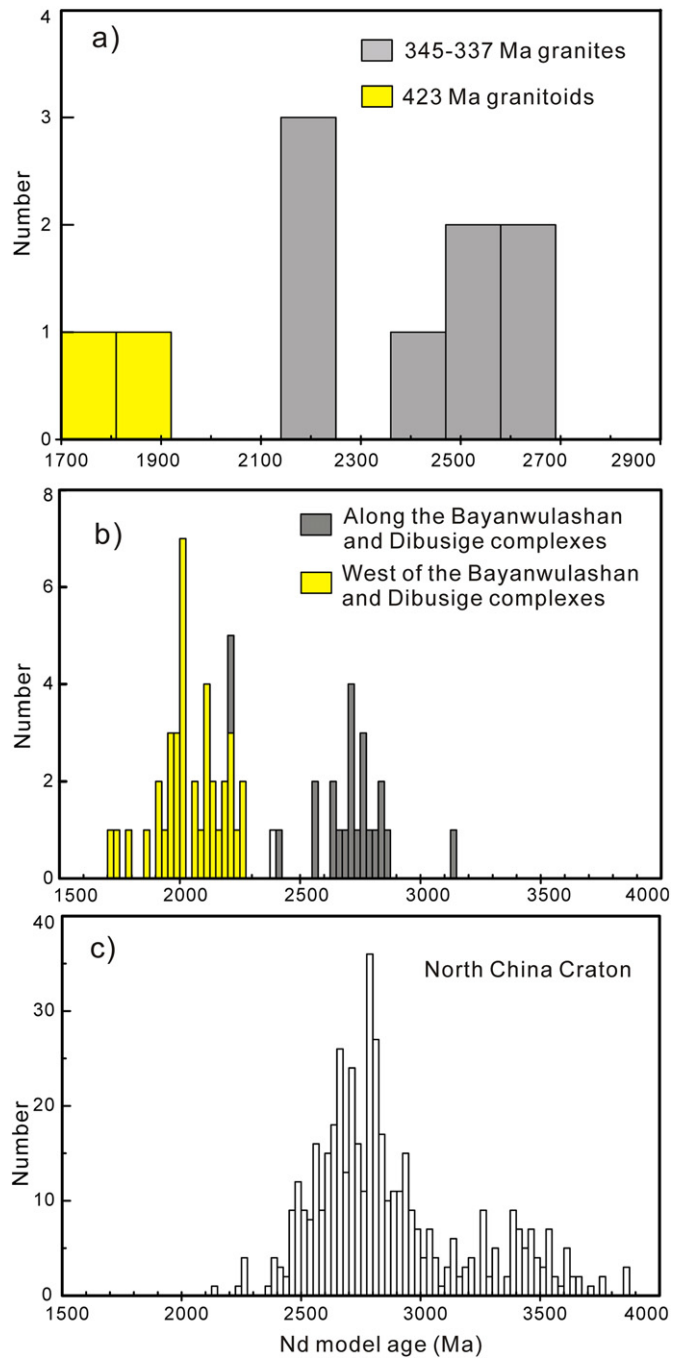 a)
345-337 Ma granites
423 Ma granitoids
Number
4
3
2
1
0
1700 1900 2100 2300 2500 2700 2900
b)
Along the Bayanwulashan
and Dibusige complexes
West of the Bayanwulashan
and Dibusige complexes
Number
8
6
4
2
0
1500 2000 2500 3000 3500 4000
c)
North China Craton
Number
40
30
20
10
0
1500 2000 2500 3000 3500 4000
Nd model age (Ma)